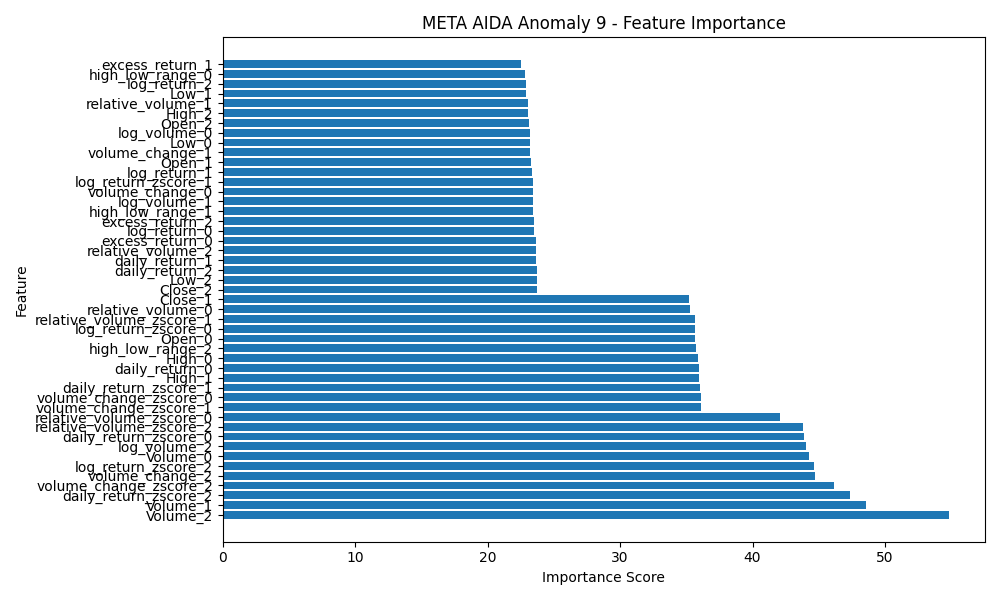 META AIDA Anomaly 9 - Feature Importance
excess_return_1
high_low_range_0
log_return_2
Low_1
relative_volume_1
High_2
Open_2
log_volume_0
Low_0
volume_change_1
Open_1
log_return_1
log_return_zscore_1
volume_change_0
log_volume_1
high_low_range_1
excess_return_2
log_return_0
excess_return_0
relative_volume_2
daily_return_1
daily_return_2
Low_2
Close_2
Close_1
relative_volume_0
relative_volume_zscore_1
log_return_zscore_0
Open_0
high_low_range_2
High_0
daily_return_0
High_1
daily_return_zscore_1
volume_change_zscore_0
volume_change_zscore_1
relative_volume_zscore_0
relative_volume_zscore_2
daily_return_zscore_0
log_volume_2
Volume_0
log_return_zscore_2
volume_change_2
volume_change_zscore_2
daily_return_zscore_2
Volume_1
Volume_2
Feature
0 10 20 30 40 50
Importance Score